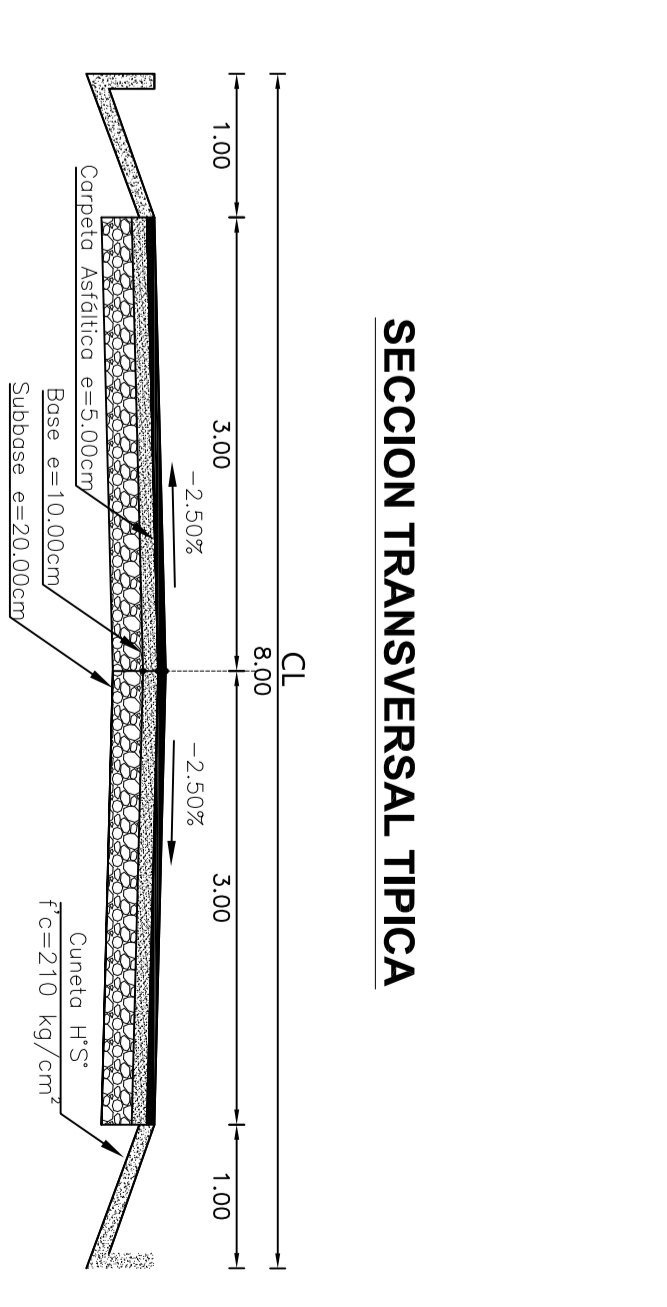 SECCION TRANSVERSAL TIPICA
CL
8.00
1.00
3.00
3.00
1.00
-2.50%
-2.50%
Carpeta Asfáltica e=5.00cm
Base e=10.00cm
Subbase e=20.00cm
Cuneta H°S°
f'c=210 kg/cm²